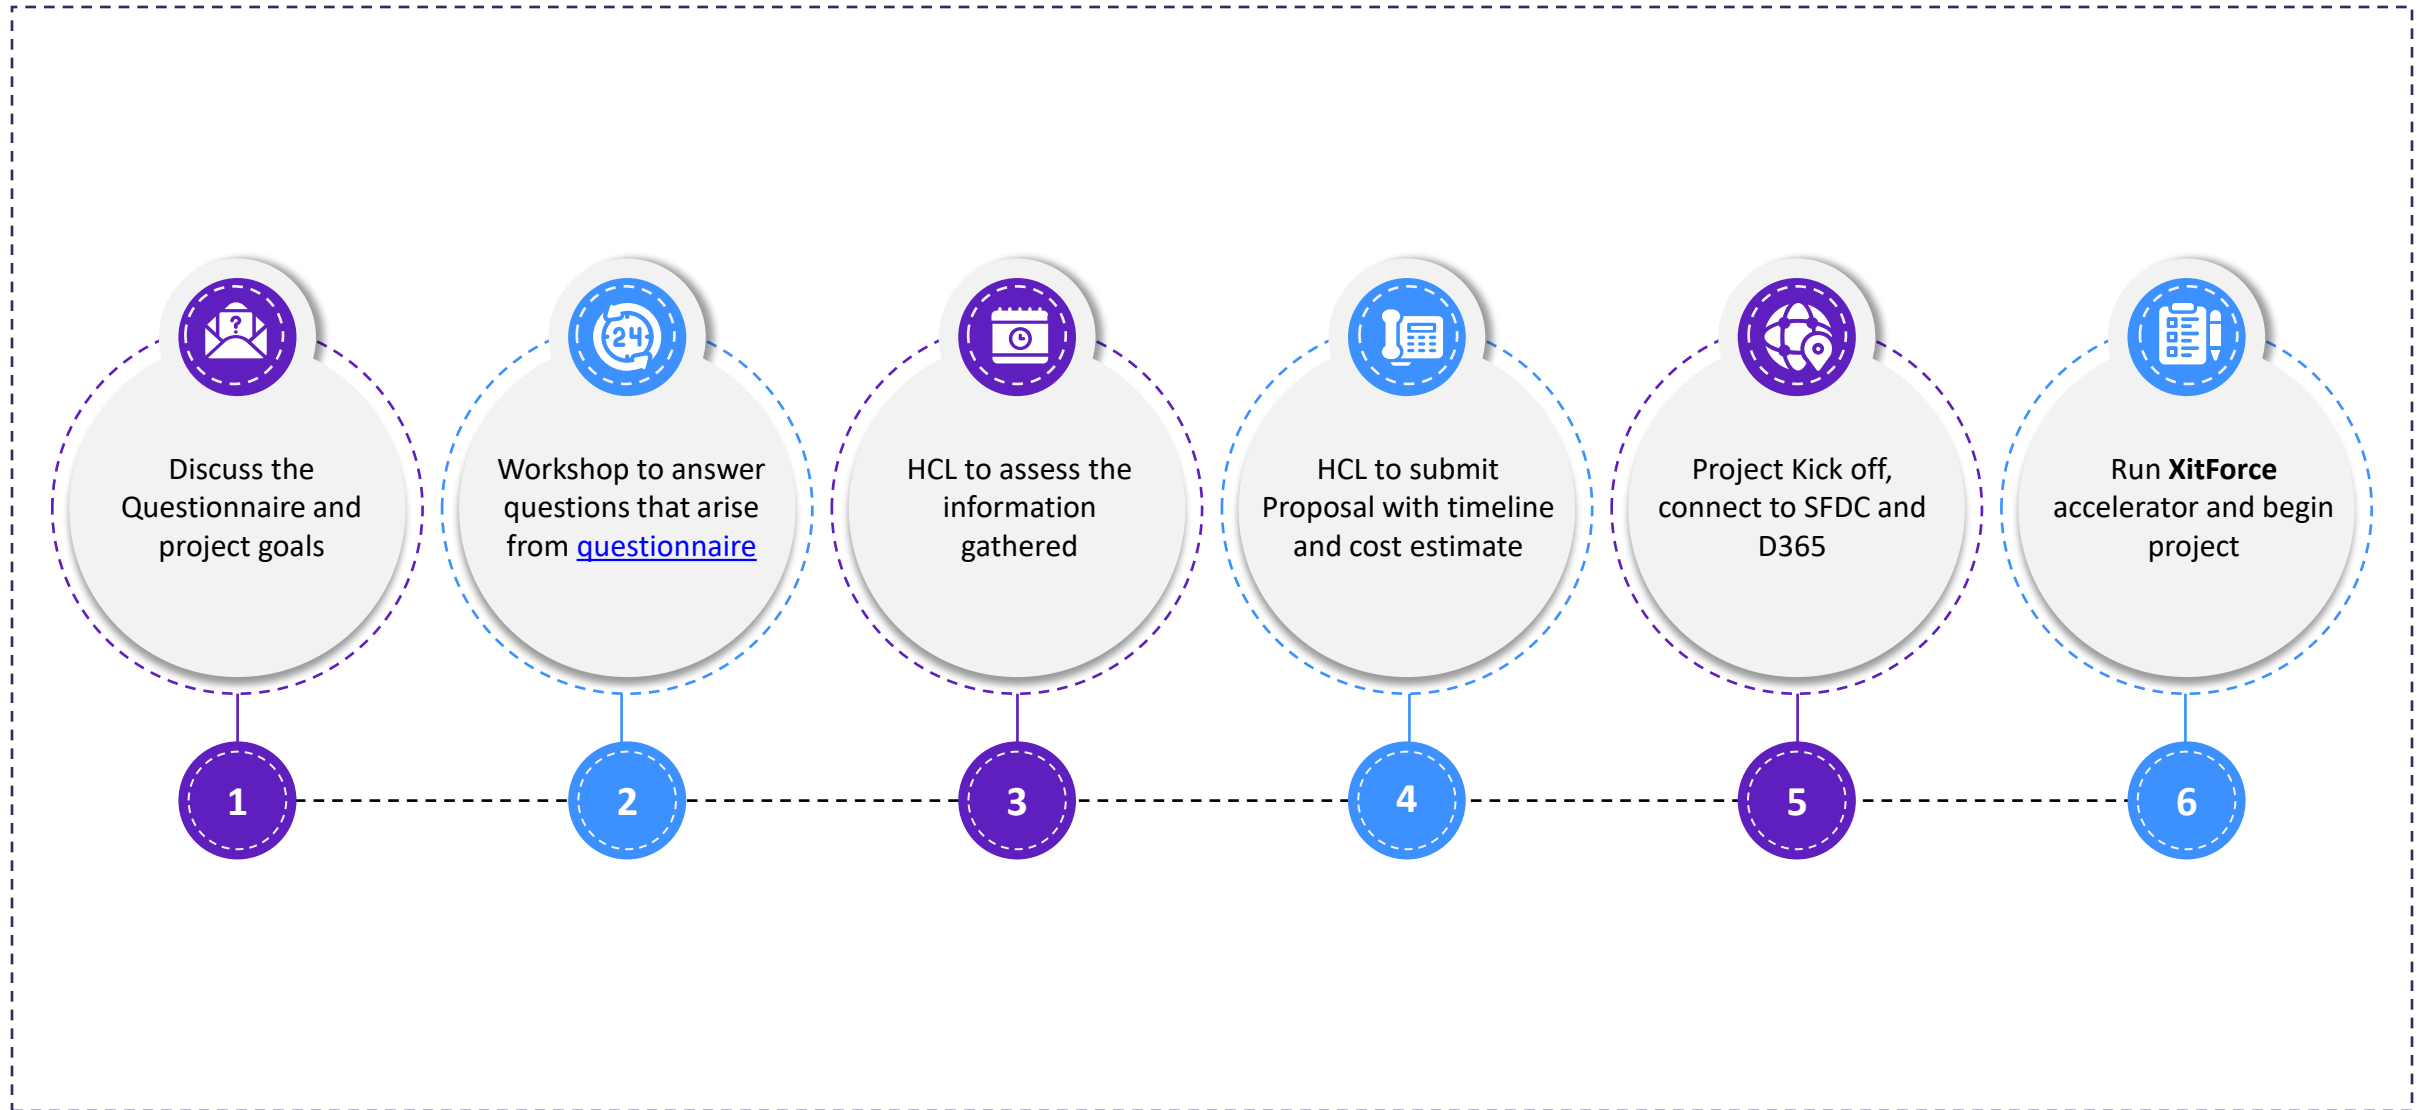 ?
24
Discuss the
Questionnaire and
project goals
Workshop to answer
questions that arise
from questionnaire
HCL to assess the
information
gathered
HCL to submit
Proposal with timeline
and cost estimate
Project Kick off,
connect to SFDC and
D365
Run XitForce
accelerator and begin
project
1
2
3
4
5
6